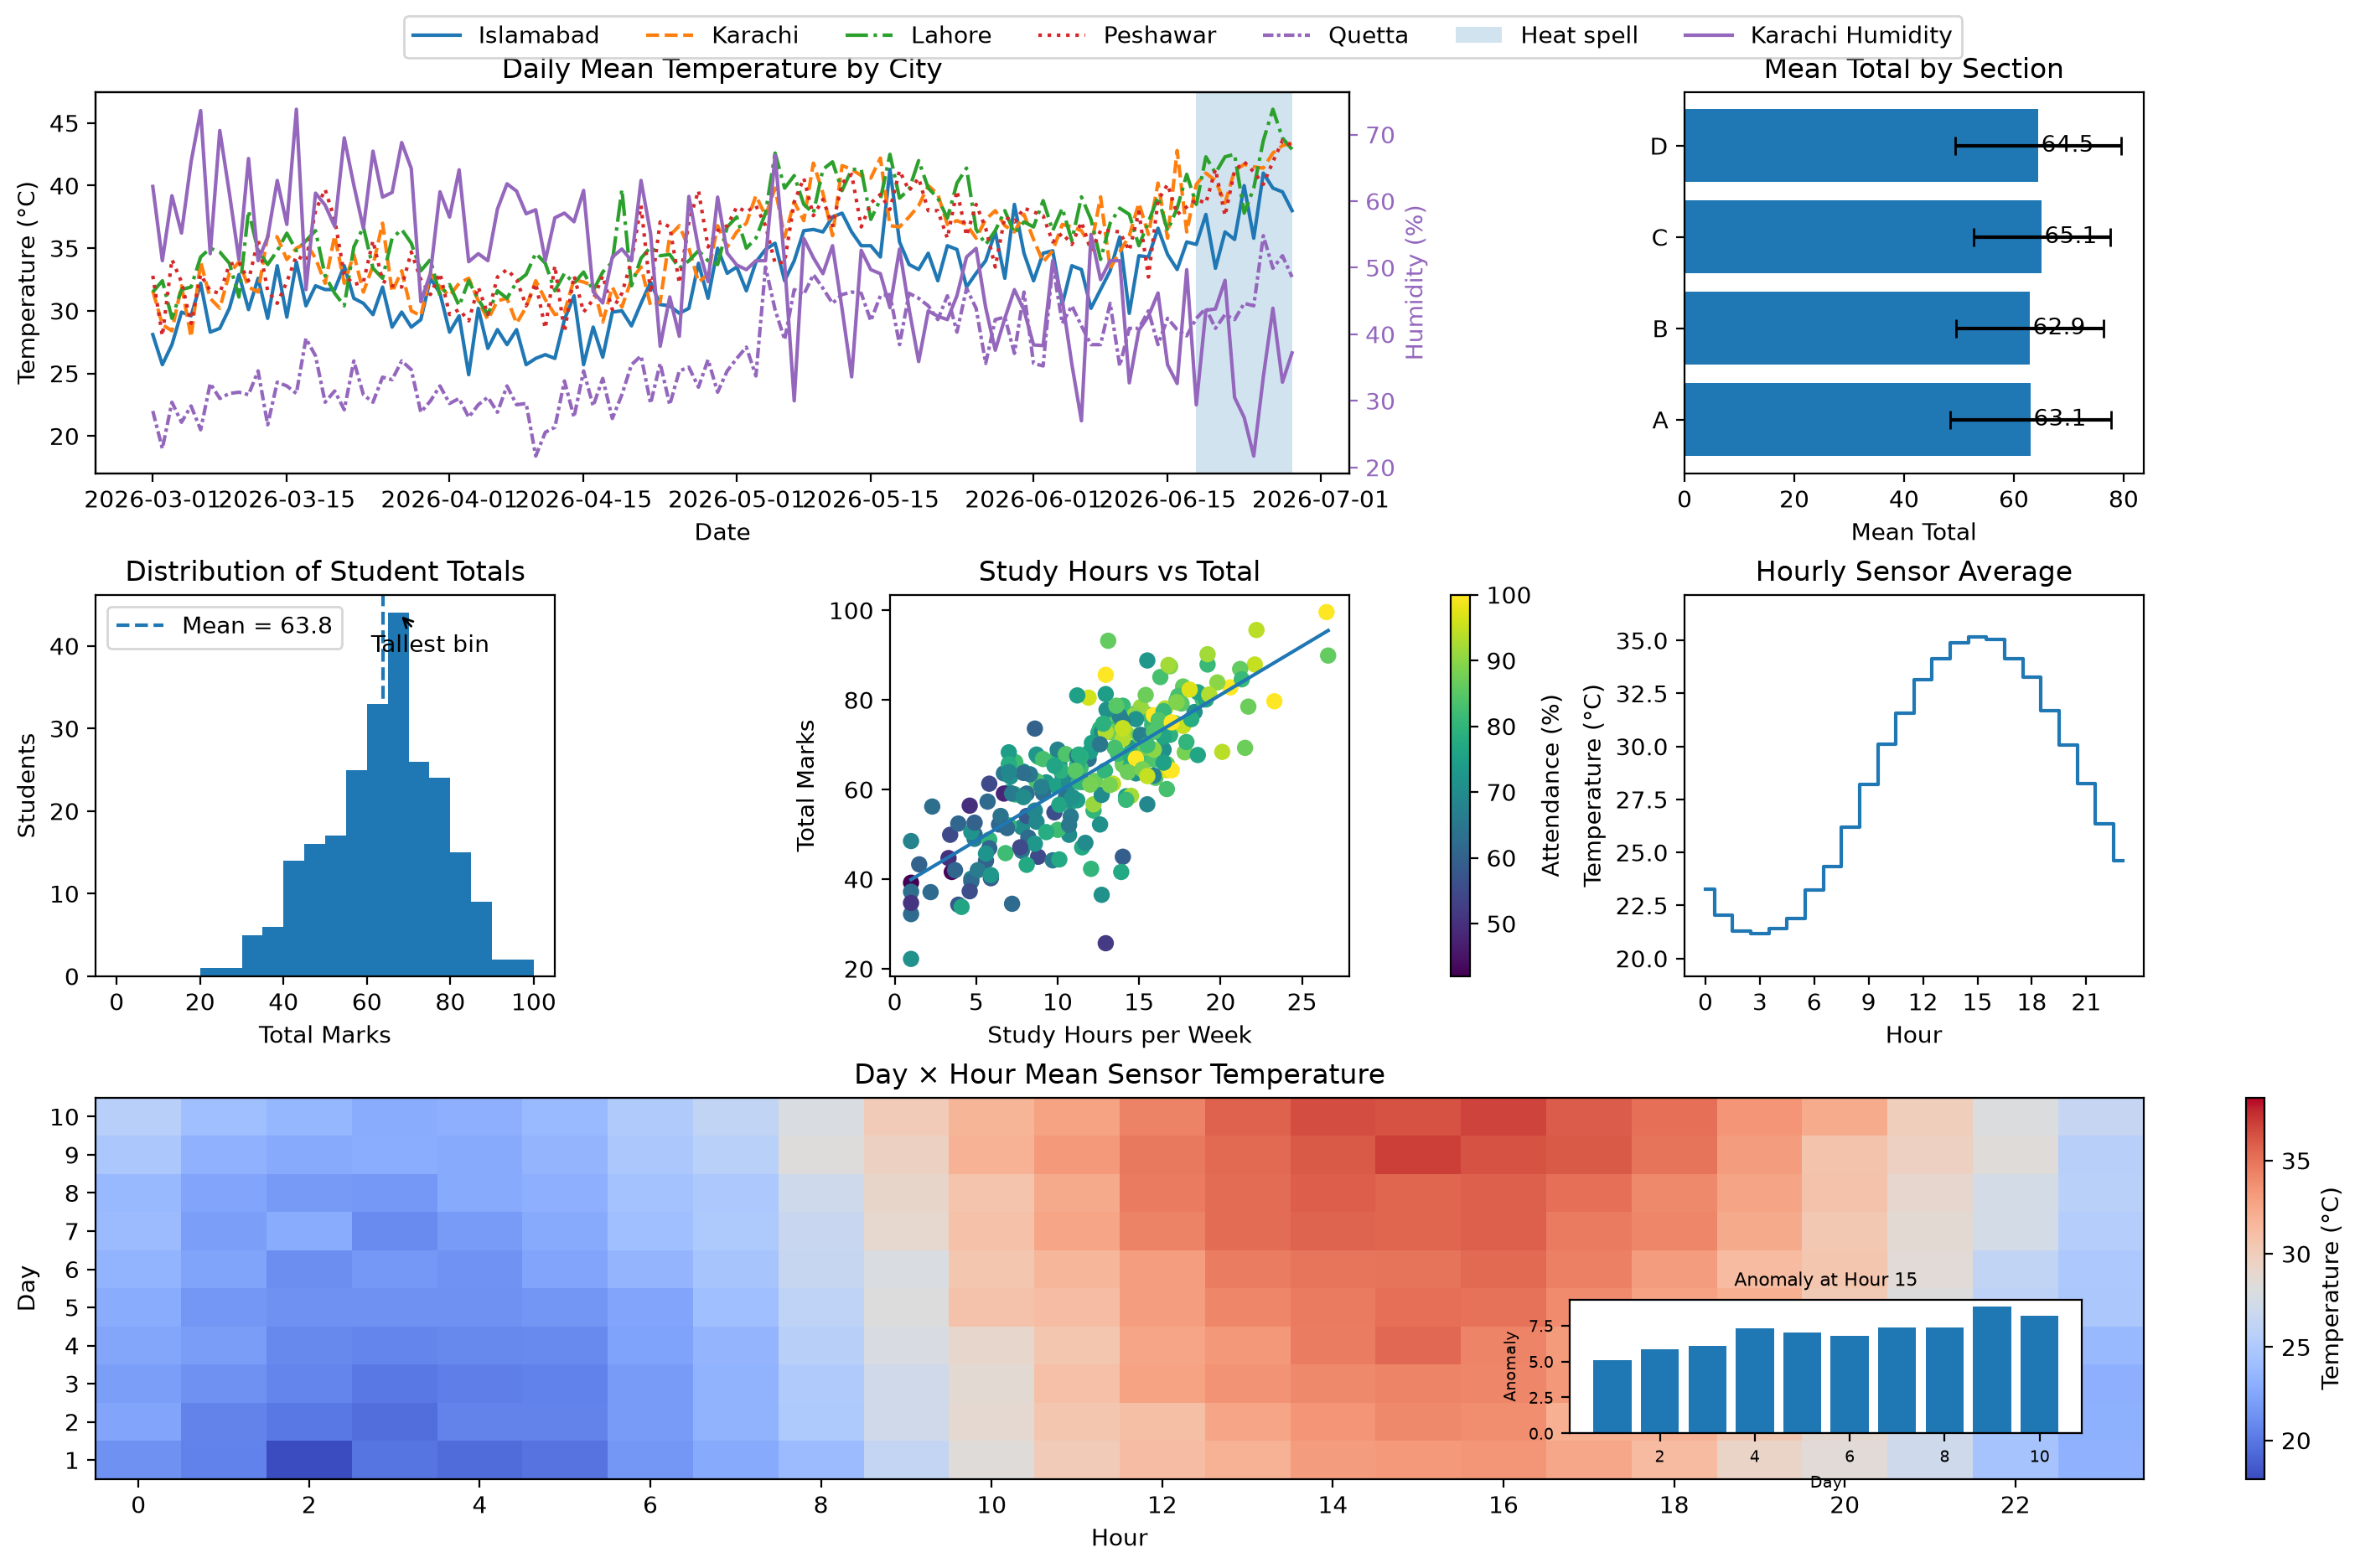 Islamabad Karachi Lahore Peshawar Quetta Heat spell Karachi Humidity
Daily Mean Temperature by City
Temperature (°C)
45
40
35
30
25
20
70
60
50
40
30
20
Humidity (%)
2026-03-01 2026-03-15 2026-04-01 2026-04-15 2026-05-01 2026-05-15 2026-06-01 2026-06-15 2026-07-01
Date
Mean Total by Section
D
C
B
A
64.5
65.1
62.9
63.1
0 20 40 60 80
Mean Total
Distribution of Student Totals
Mean = 63.8
Tallest bin
Students
40
30
20
10
0
0 20 40 60 80 100
Total Marks
Study Hours vs Total
Total Marks
100
80
60
40
20
0 5 10 15 20 25
Study Hours per Week
100
90
80
70
60
50
Attendance (%)
Hourly Sensor Average
Temperature (°C)
35.0
32.5
30.0
27.5
25.0
22.5
20.0
0 3 6 9 12 15 18 21
Hour
Day × Hour Mean Sensor Temperature
Day
10
9
8
7
6
5
4
3
2
1
0 2 4 6 8 10 12 14 16 18 20 22
Hour
Anomaly at Hour 15
Anomaly
7.5
5.0
2.5
0.0
2 4 6 8 10
Day
35
30
25
20
Temperature (°C)